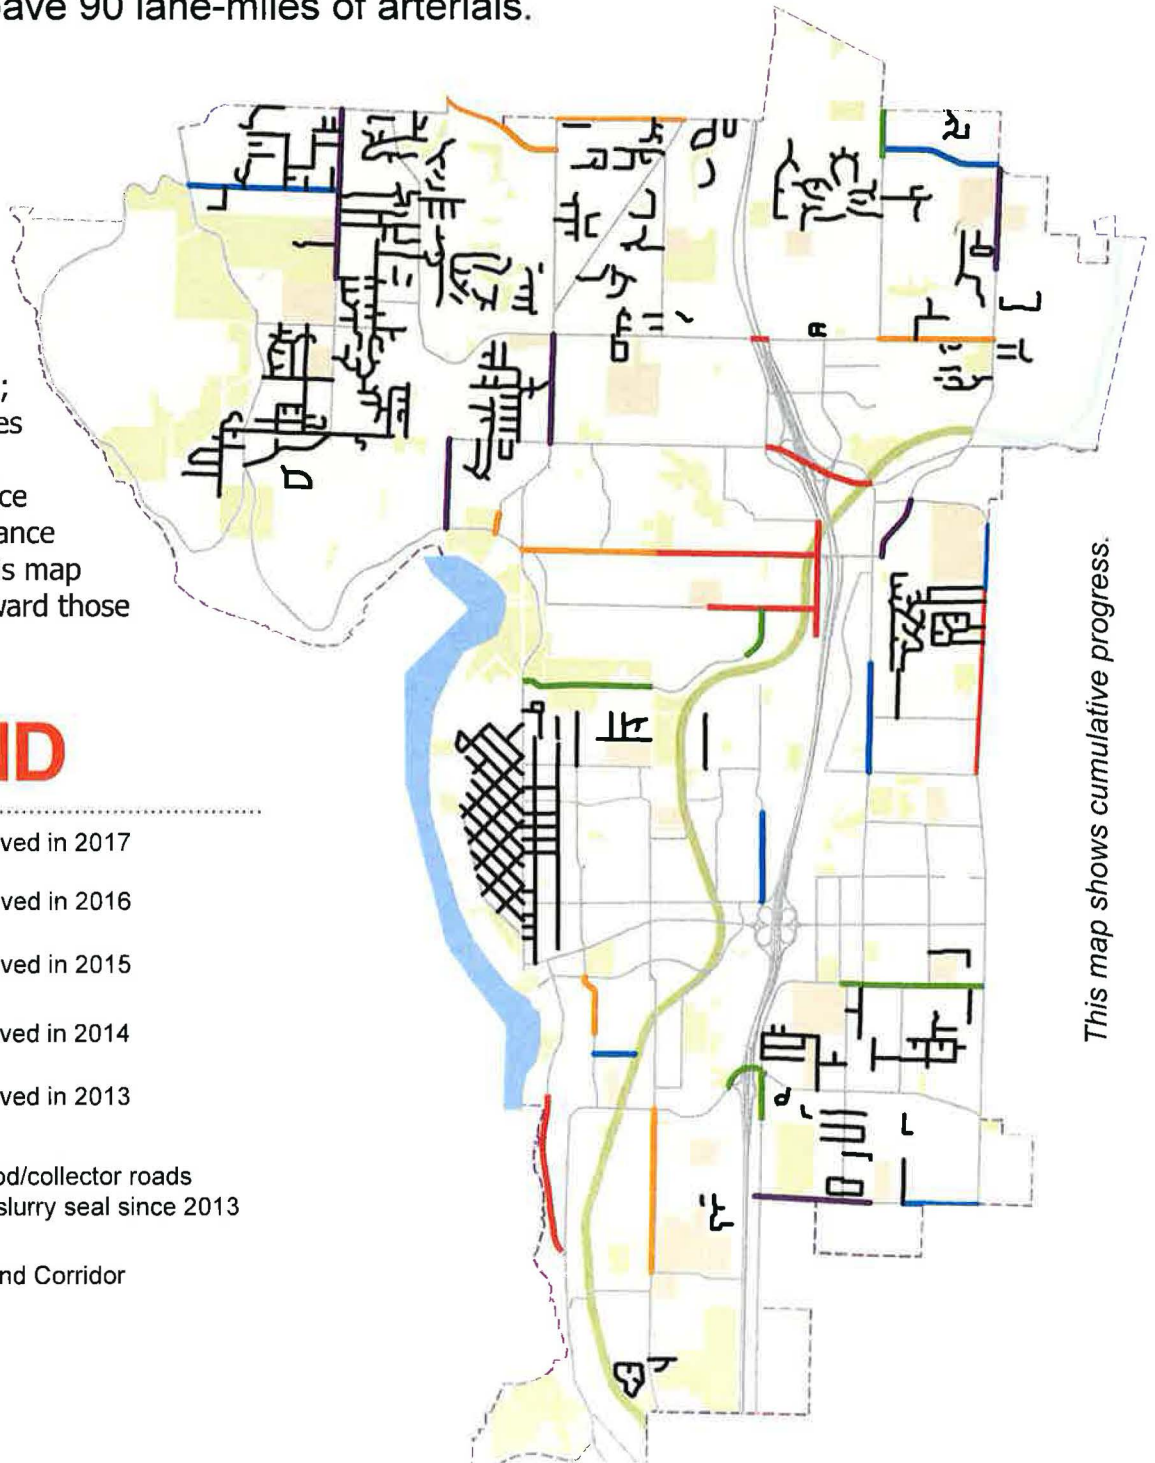 ave 90 lane-miles of arterials.
;
es
ce
ance
s map
ward those
ND
ved in 2017
ved in 2016
ved in 2015
ved in 2014
ved in 2013
od/collector roads
slurry seal since 2013
nd Corridor
This map shows cumulative progress.